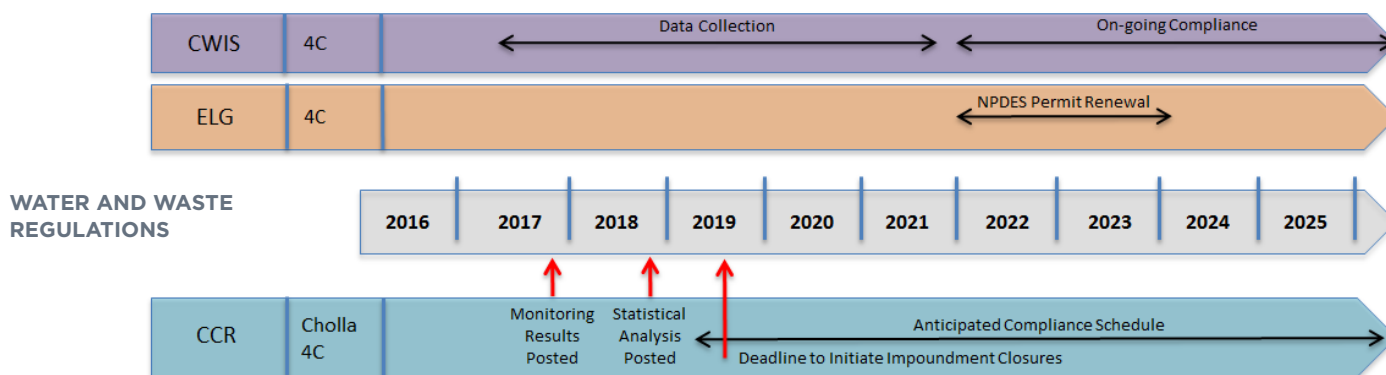 CWIS 4C Data Collection On-going Compliance
ELG 4C NPDES Permit Renewal
WATER AND WASTE
REGULATIONS
2016 2017 2018 2019 2020 2021 2022 2023 2024 2025
CCR
Cholla
4C
Monitoring
Results
Posted
Statistical
Analysis
Posted
Anticipated Compliance Schedule
Deadline to Initiate Impoundment Closures